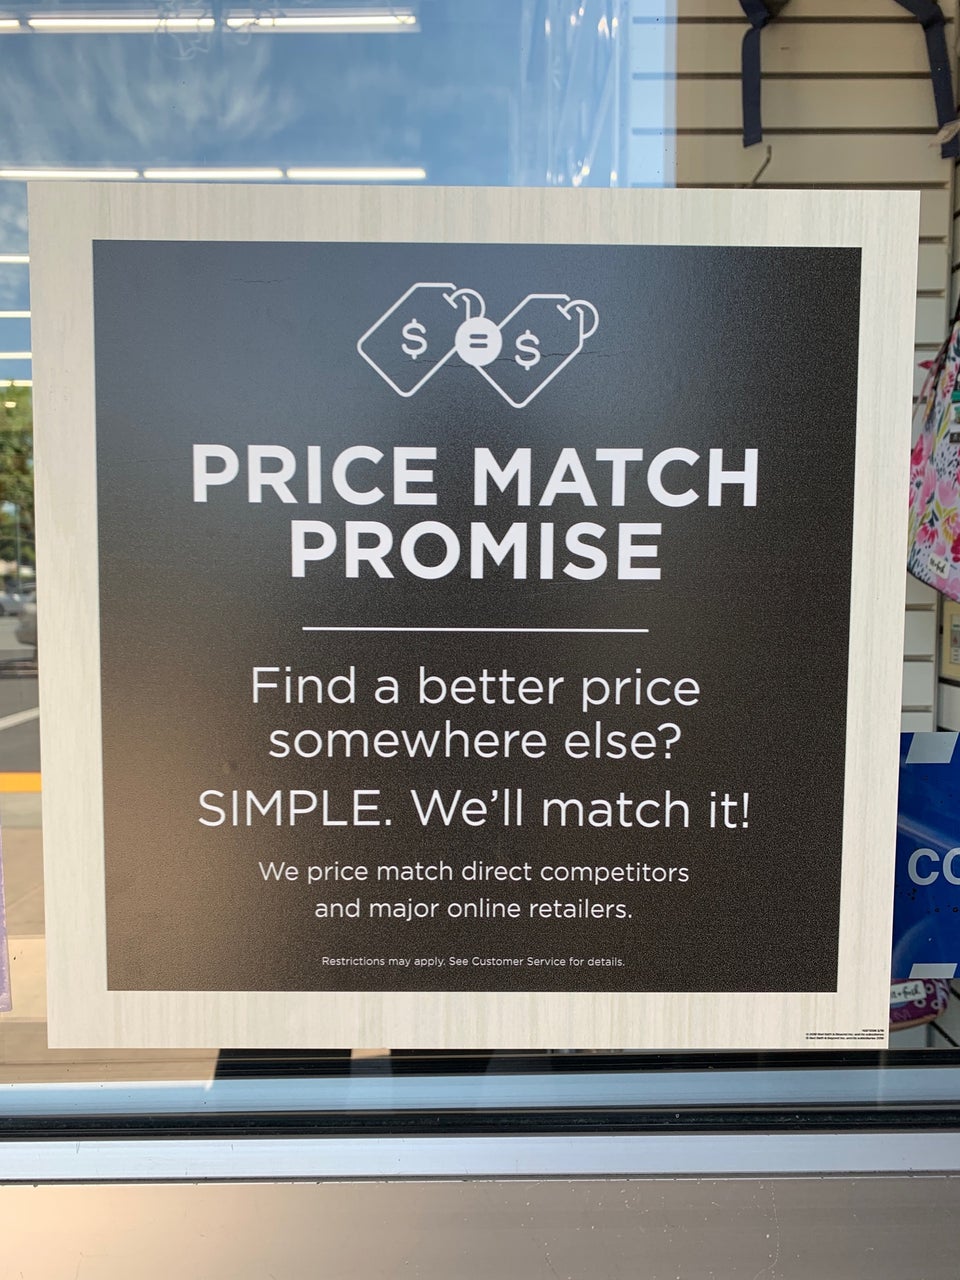 $ = $
PRICE MATCH
PROMISE
Find a better price
somewhere else?
SIMPLE. We'll match it!
We price match direct competitors
and major online retailers.
Restrictions may apply. See Customer Service for details.
CO